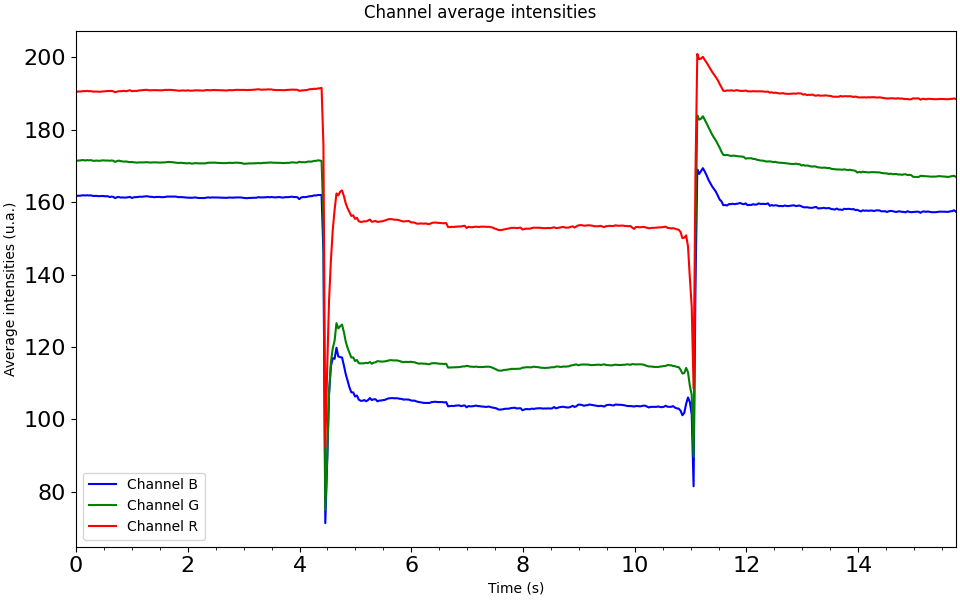 Channel average intensities
Average intensities (u.a.)
200
180
160
140
120
100
80
Channel B
Channel G
Channel R
0 2 4 6 8 10 12 14
Time (s)